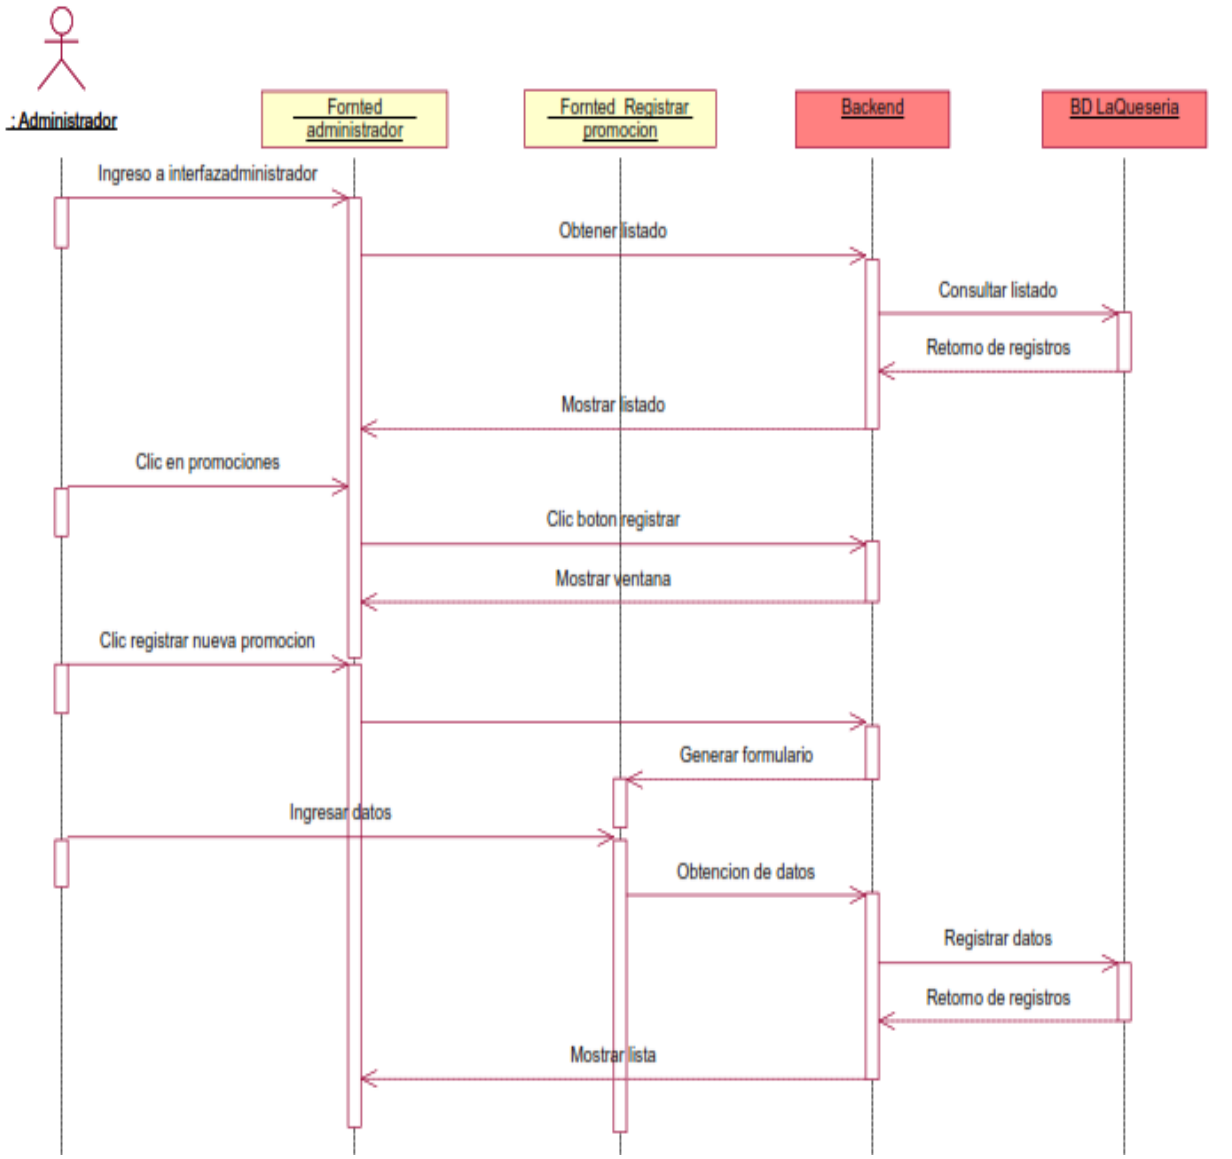 : Administrador
Fornted
administrador
Fornted Registrar
promocion
Backend
BD LaQueseria
Ingreso a interfazadministrador
Obtener listado
Consultar listado
Retorno de registros
Mostrar listado
Clic en promociones
Clic boton registrar
Mostrar ventana
Clic registrar nueva promocion
Generar formulario
Ingresar datos
Obtencion de datos
Registrar datos
Retorno de registros
Mostrar lista